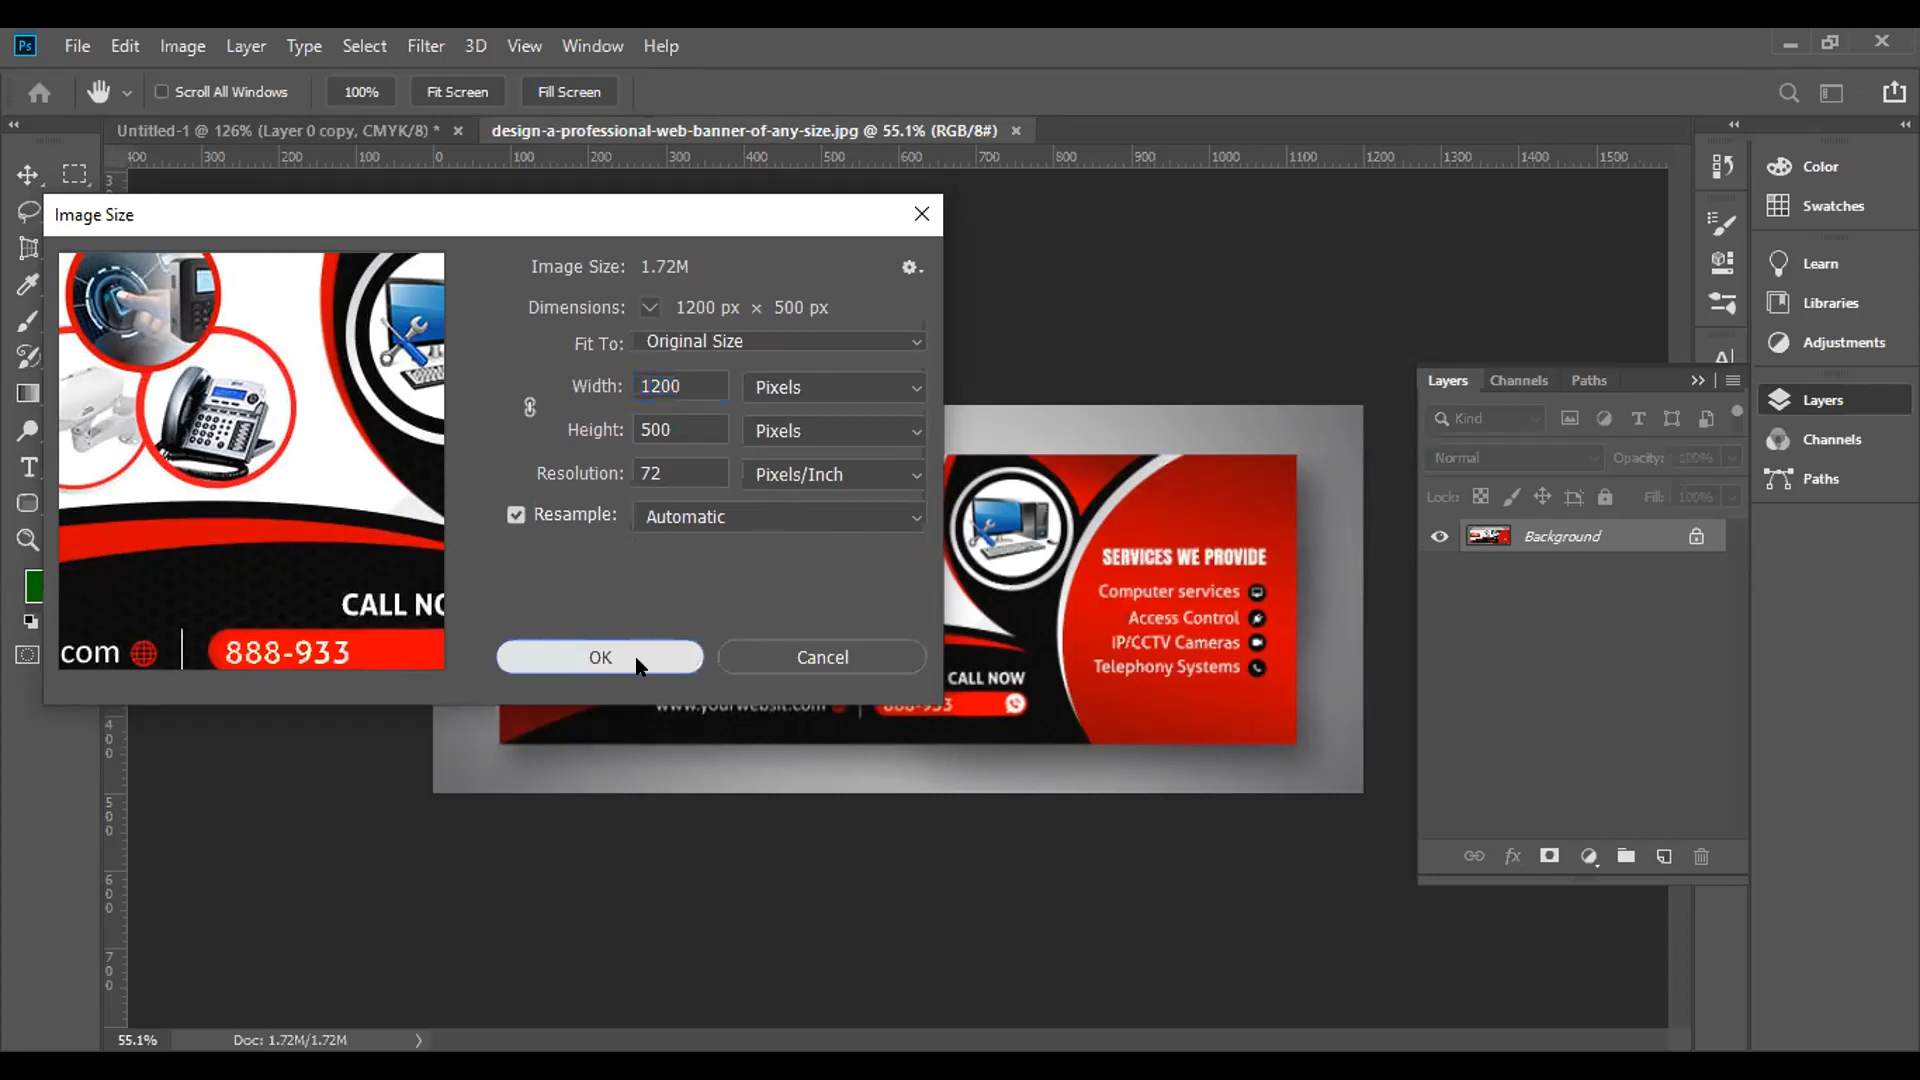 Ps File Edit Image Layer Type Select Filter 3D View Window Help
Scroll All Windows 100% Fit Screen Fill Screen
Untitled-1 @ 126% (Layer 0 copy, CMYK/8) * × design-a-professional-web-banner-of-any-size.jpg @ 55.1% (RGB/8#) ×
300 200 100 0 100 200 300 400 500 600 700 800 900 1000 1100 1200 1300 1400 1500
Image Size
Image Size: 1.72M
Dimensions: 1200 px × 500 px
Fit To: Original Size
Width: 1200 Pixels
Height: 500 Pixels
Resolution: 72 Pixels/Inch
Resample: Automatic
OK Cancel
CALL NO
com 888-933
SERVICES WE PROVIDE
Computer services
Access Control
IP/CCTV Cameras
Telephony Systems
CALL NOW
www.yourwebsit.com 888-933
Color
Swatches
Learn
Libraries
Adjustments
Layers
Channels
Paths
Layers Channels Paths
Kind
Normal Opacity: 100%
Lock: Fill: 100%
Background
400
500
600
700
55.1% Doc: 1.72M/1.72M